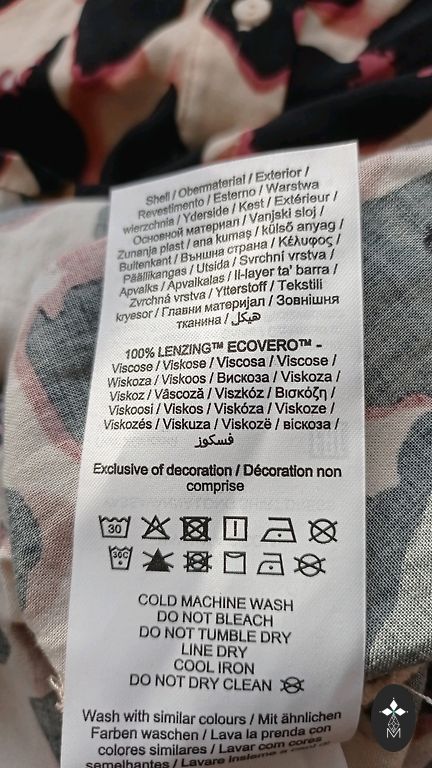 Shell / Obermaterial / Exterior /
Revestimento / Esterno / Warstwa
wierzchnia / Yderside / Kest / Extérieur /
Основной материал / Vanjski sloj /
Zunanja plast / ana kumaş / külső anyag /
Buitenkant / Външна страна / Κέλυφος /
Päällikangas / Utsida / Svrchní vrstva /
Apvalks / Apvalkalas / Il-layer ta' barra /
Zvrchná vrstva / Ytterstoff / Tekstili
kryesor / Главни материјал / Зовнішня
тканина / هيكل
100% LENZING™ ECOVERO™ -
Viscose / Viskose / Viscosa / Viscose /
Wiskoza / Viskoos / Вискоза / Viskoza /
Viskoz / Vâscoză / Viszkóz / Βισκόζη /
Viskoosi / Viskos / Viskóza / Viskoze /
Viskozės / Viskuza / Viskozë / віскоза /
فسكوز
Exclusive of decoration / Décoration non
comprise
30
30C
COLD MACHINE WASH
DO NOT BLEACH
DO NOT TUMBLE DRY
LINE DRY
COOL IRON
DO NOT DRY CLEAN
Wash with similar colours / Mit ähnlichen
Farben waschen / Lava la prenda con
colores similares / Lavar com cores
semelhantes / Lavare insieme a
M